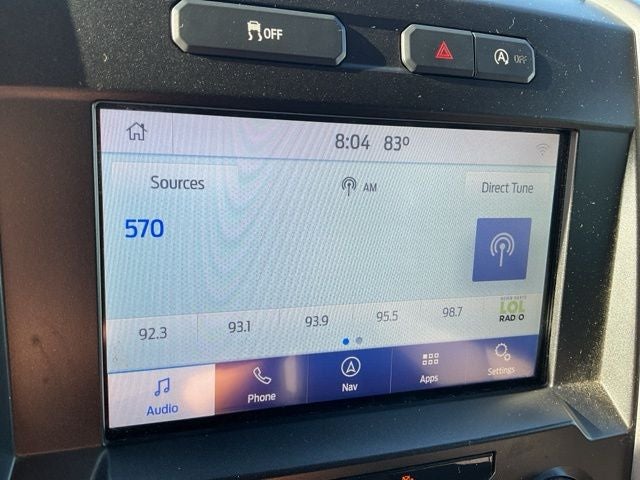 OFF
OFF
8:04 83º
Sources
AM
Direct Tune
570
92.3 93.1 93.9 95.5 98.7
LOL
RADIO
Audio Phone Nav Apps Settings